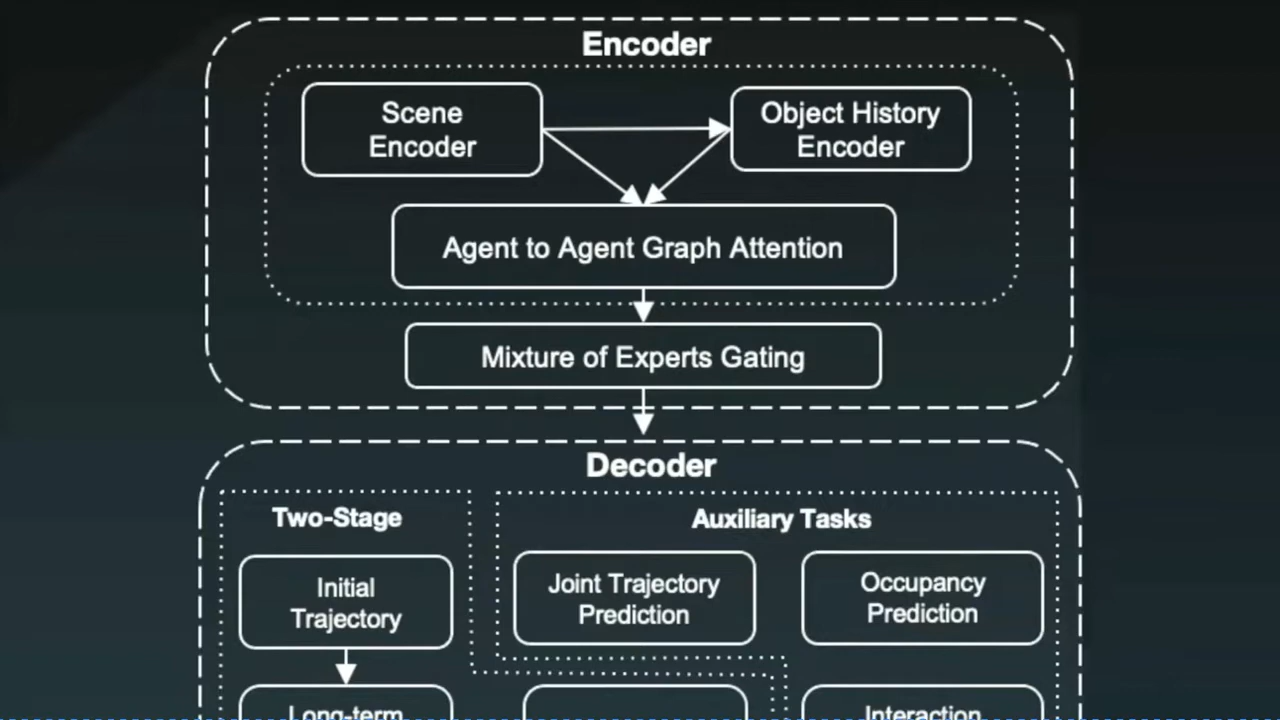 Encoder
Scene
Encoder
Object History
Encoder
Agent to Agent Graph Attention
Mixture of Experts Gating
Decoder
Two-Stage
Auxiliary Tasks
Initial
Trajectory
Joint Trajectory
Prediction
Occupancy
Prediction
Long-term
Interaction